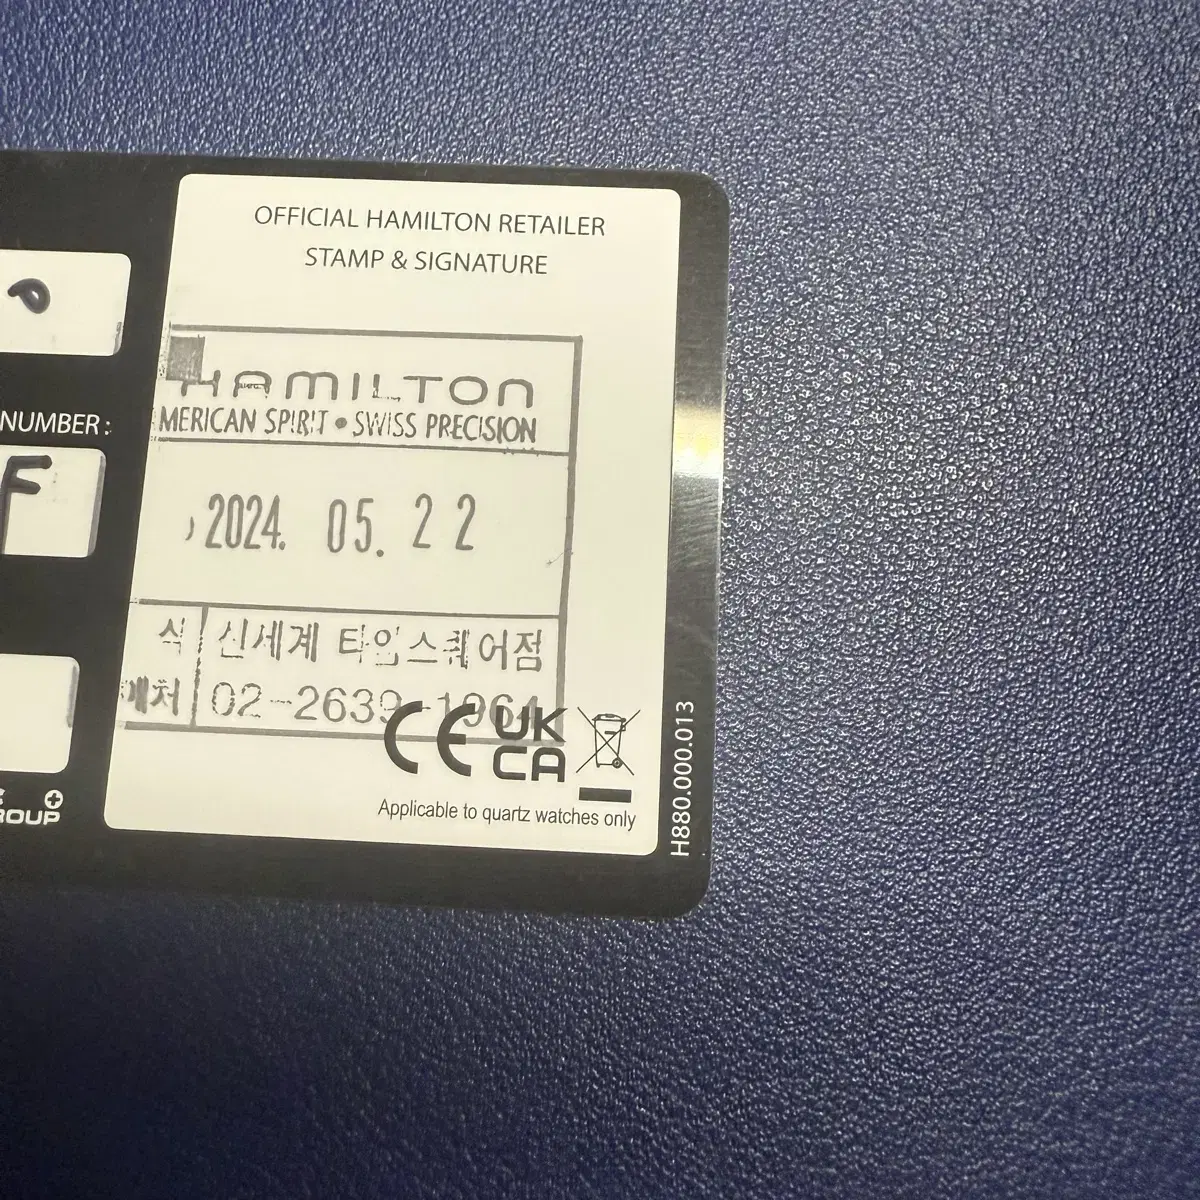 OFFICIAL HAMILTON RETAILER
STAMP & SIGNATURE
HAMILTON
MERICAN SPIRIT • SWISS PRECISION
NUMBER :
F
2024. 05. 22
식 신세계 타임스퀘어점
매처 02-2639-1964
CE UK CA
Applicable to quartz watches only
ROUP
H880.000.013